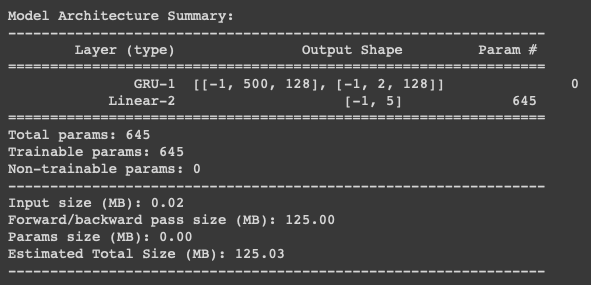 Model Architecture Summary:
----------------------------------------------------------------
Layer (type) Output Shape Param #
================================================================
GRU-1 [[-1, 500, 128], [-1, 2, 128]] 0
Linear-2 [-1, 5] 645
================================================================
Total params: 645
Trainable params: 645
Non-trainable params: 0
----------------------------------------------------------------
Input size (MB): 0.02
Forward/backward pass size (MB): 125.00
Params size (MB): 0.00
Estimated Total Size (MB): 125.03
----------------------------------------------------------------